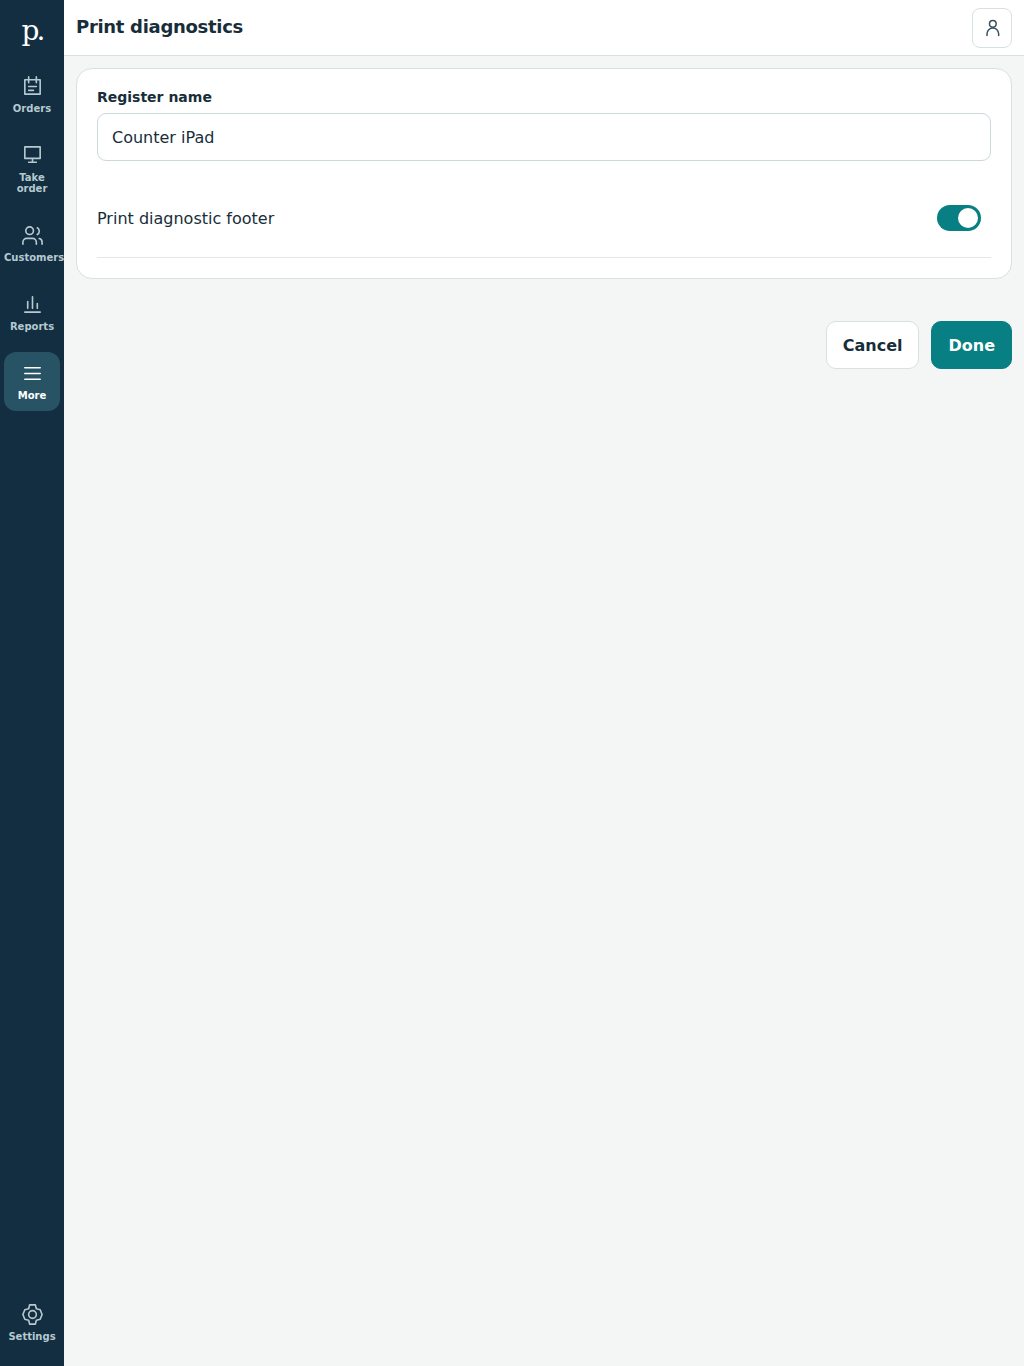 p.
Print diagnostics
Orders
Take
order
Customers
Reports
More
Settings
Register name
Counter iPad
Print diagnostic footer
Cancel
Done